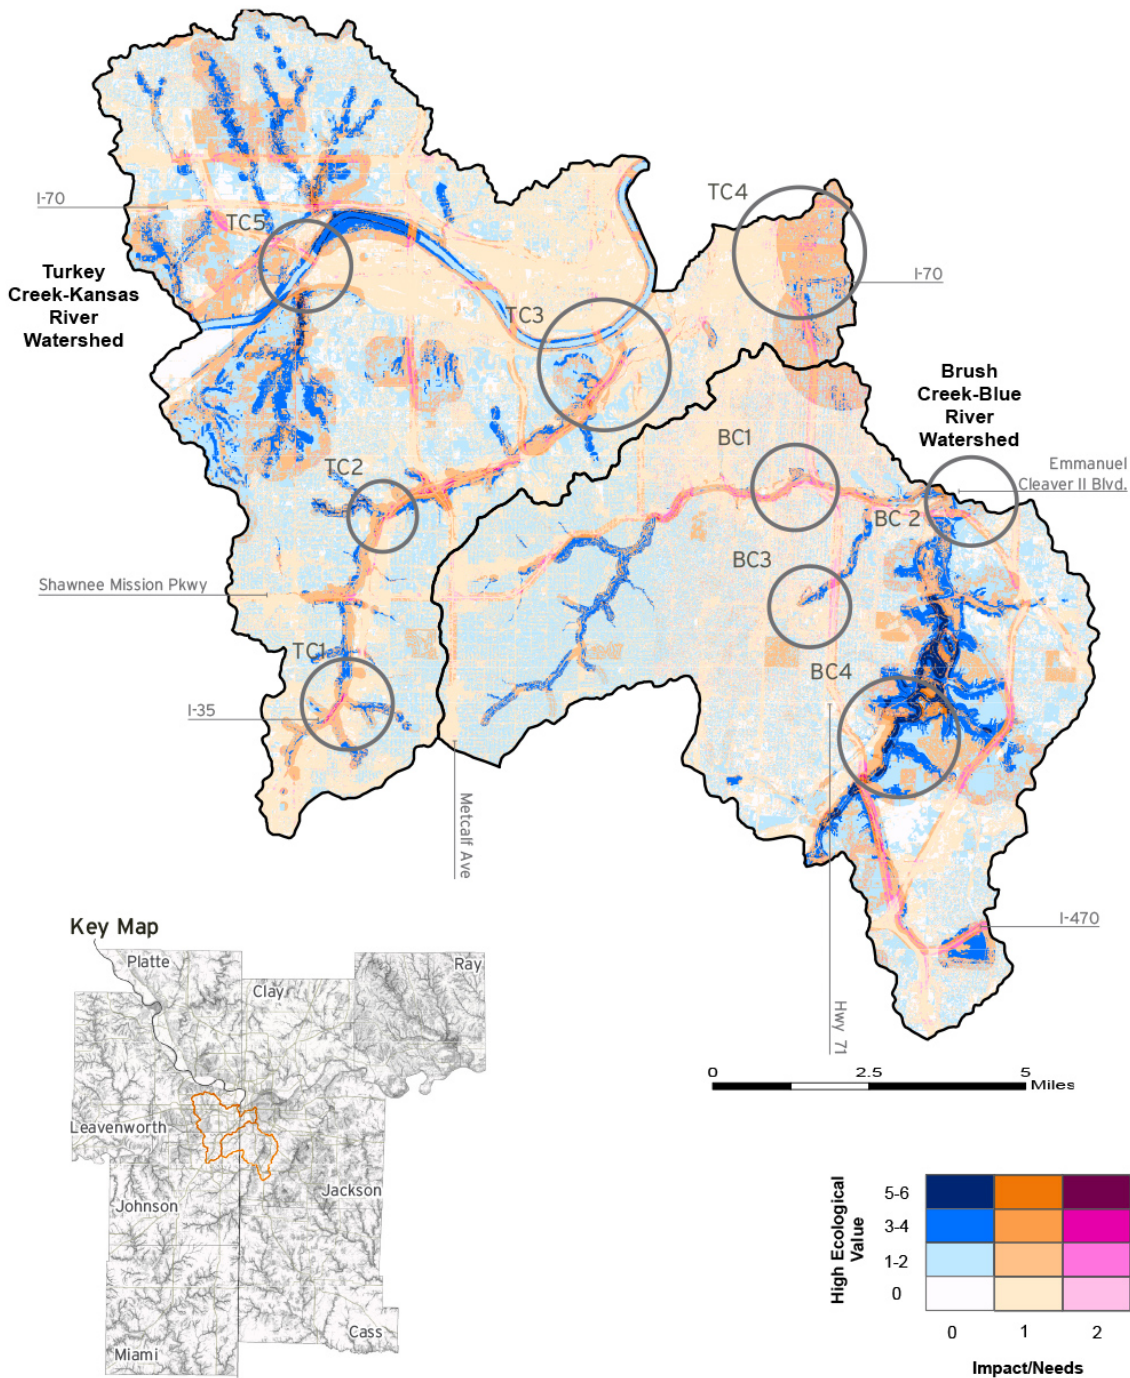 TC4
I-70
TC5
Turkey
Creek-Kansas
River
Watershed
I-70
TC3
Brush
Creek-Blue
River
Watershed
BC1
Emmanuel
Cleaver II Blvd.
TC2
BC 2
BC3
Shawnee Mission Pkwy
TC1
BC4
I-35
Metcalf Ave
I-470
Hwy 71
Key Map
Platte
Ray
Clay
Leavenworth
Jackson
Johnson
Cass
Miami
0 2.5 5
Miles
High Ecological
Value
5-6
3-4
1-2
0
0 1 2
Impact/Needs